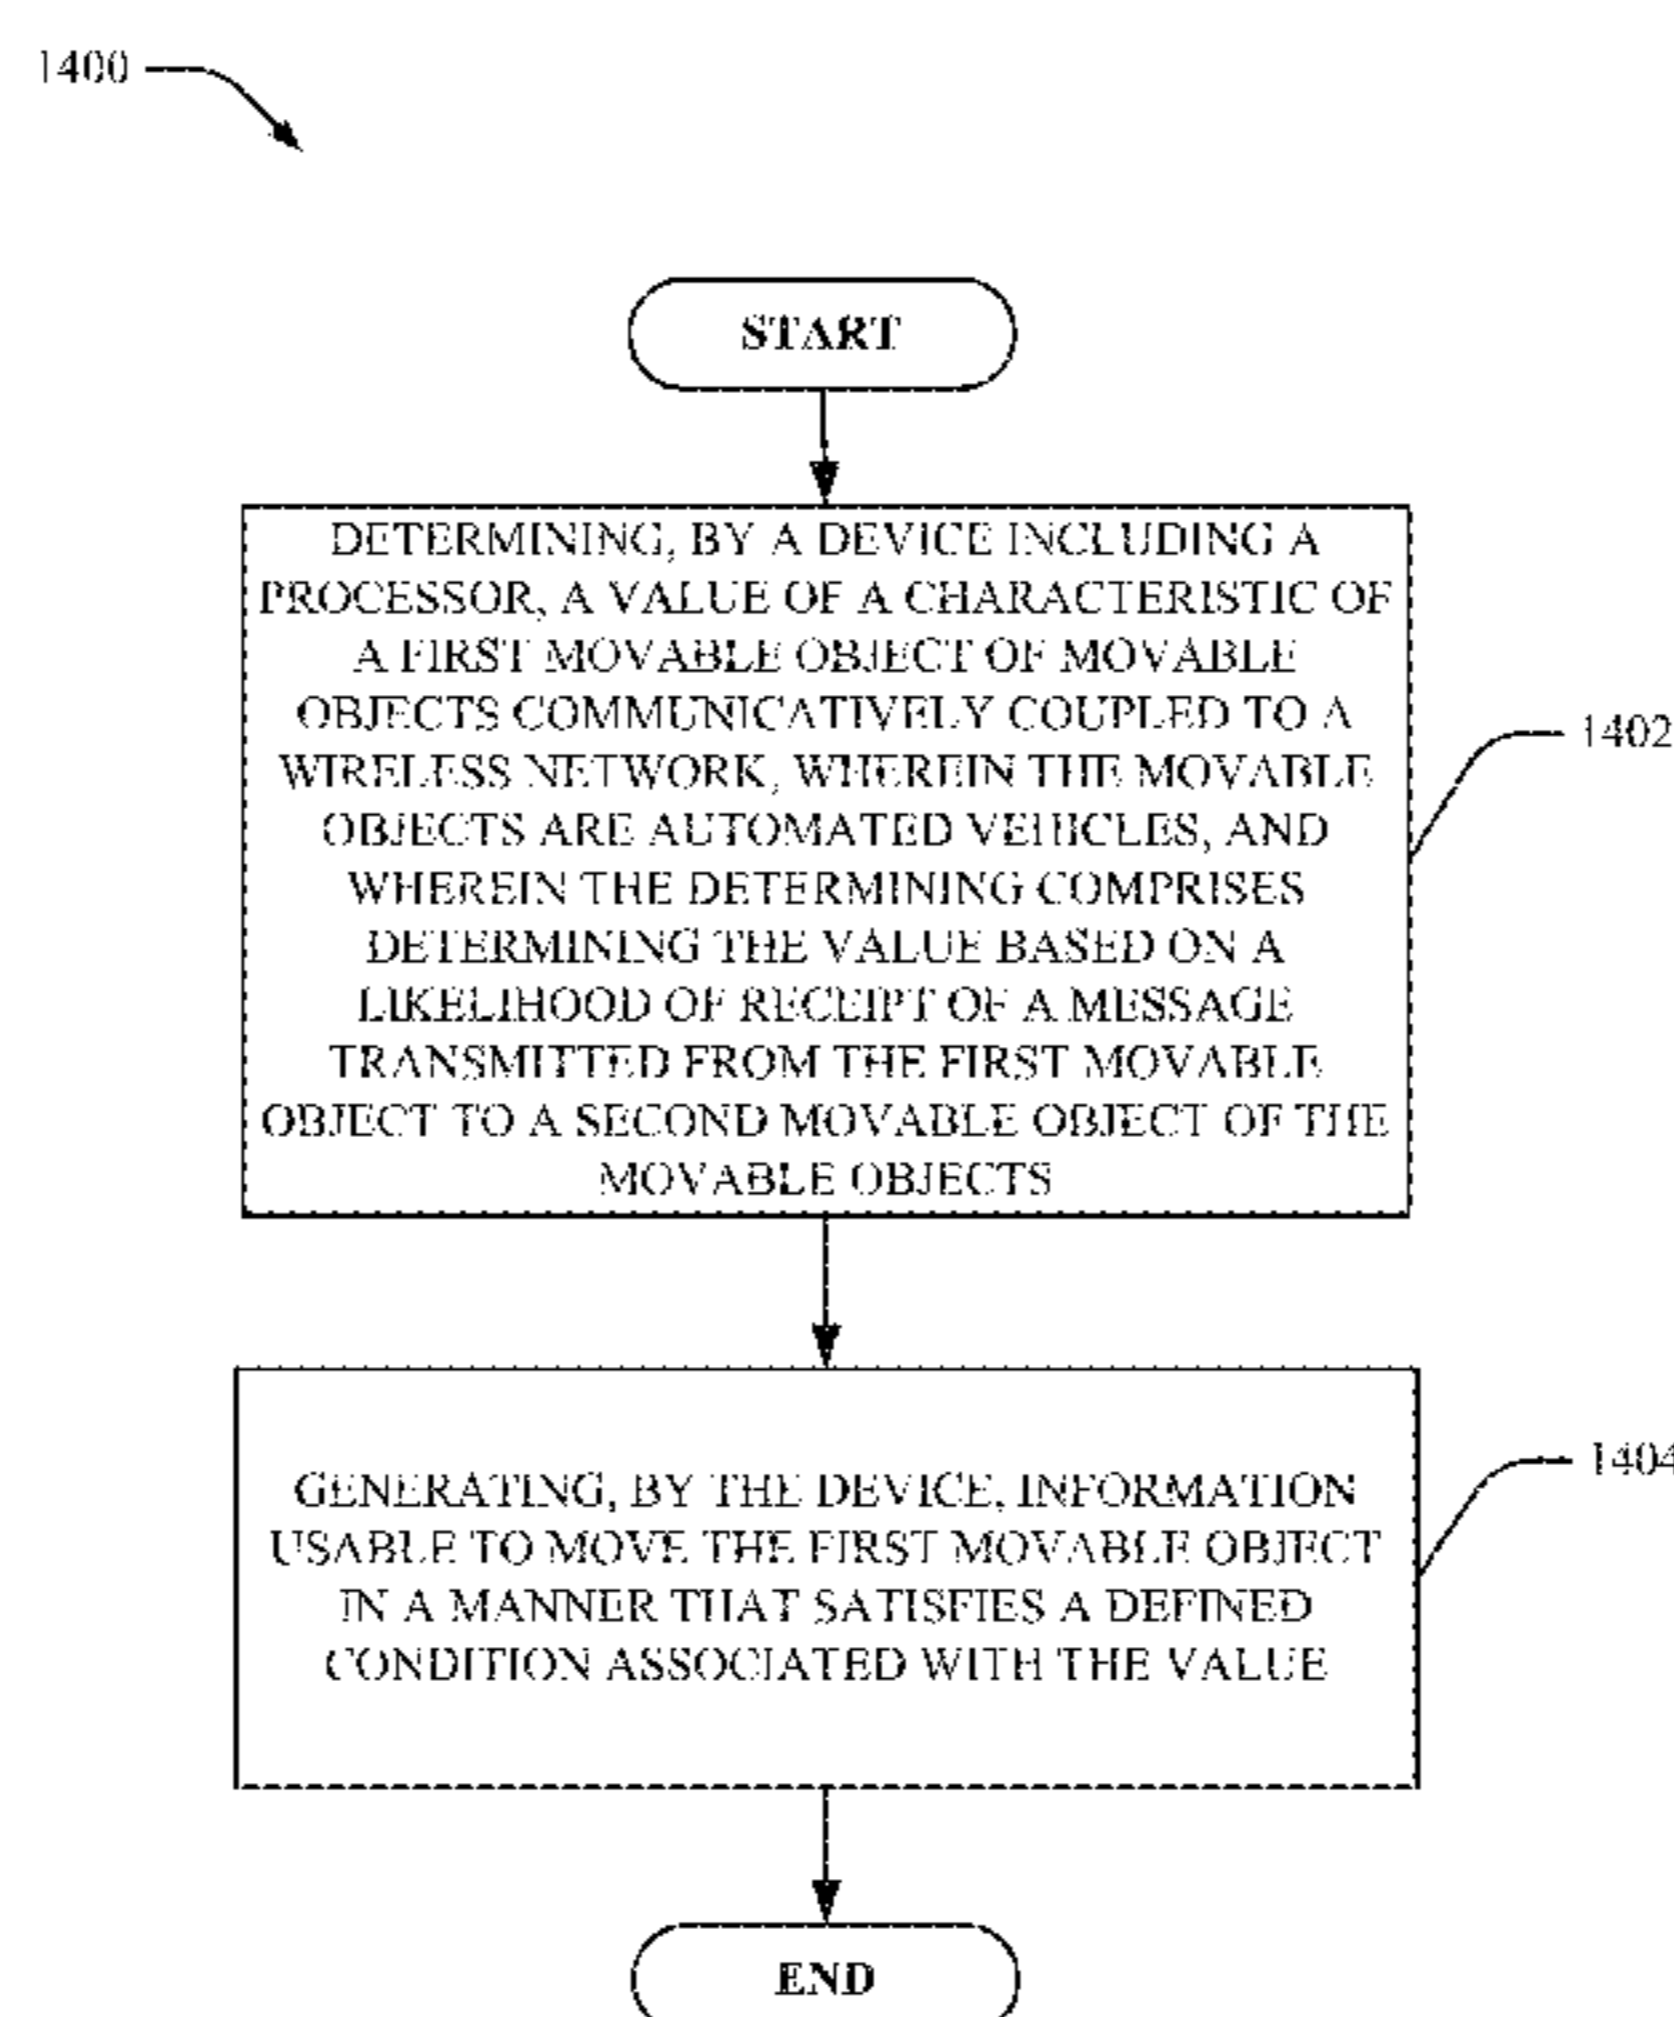 1400
START
DETERMINING, BY A DEVICE INCLUDING A
PROCESSOR, A VALUE OF A CHARACTERISTIC OF
A FIRST MOVABLE OBJECT OF MOVABLE
OBJECTS COMMUNICATIVELY COUPLED TO A
WIRELESS NETWORK, WHEREIN THE MOVABLE
OBJECTS ARE AUTOMATED VEHICLES, AND
WHEREIN THE DETERMINING COMPRISES
DETERMINING THE VALUE BASED ON A
LIKELIHOOD OF RECEIPT OF A MESSAGE
TRANSMITTED FROM THE FIRST MOVABLE
OBJECT TO A SECOND MOVABLE OBJECT OF THE
MOVABLE OBJECTS
1402
GENERATING, BY THE DEVICE, INFORMATION
USABLE TO MOVE THE FIRST MOVABLE OBJECT
IN A MANNER THAT SATISFIES A DEFINED
CONDITION ASSOCIATED WITH THE VALUE
1404
END